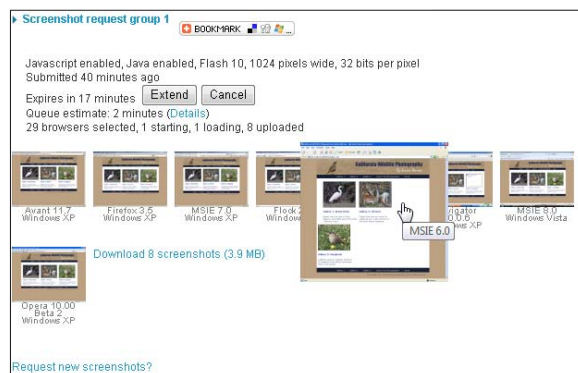 Screenshot request group 1
BOOKMARK
Javascript enabled, Java enabled, Flash 10, 1024 pixels wide, 32 bits per pixel
Submitted 40 minutes ago
Expires in 17 minutes Extend Cancel
Queue estimate: 2 minutes (Details)
29 browsers selected, 1 starting, 1 loading, 8 uploaded
California Wildlife Photography
Avant 11.7
Windows XP
Firefox 3.5
Windows XP
MSIE 7.0
Windows XP
Flock 2
Windows XP
MSIE 6.0
MSIE 8.0
Windows Vista
Download 8 screenshots (3.9 MB)
Opera 10.00
Beta 2
Windows XP
Request new screenshots?